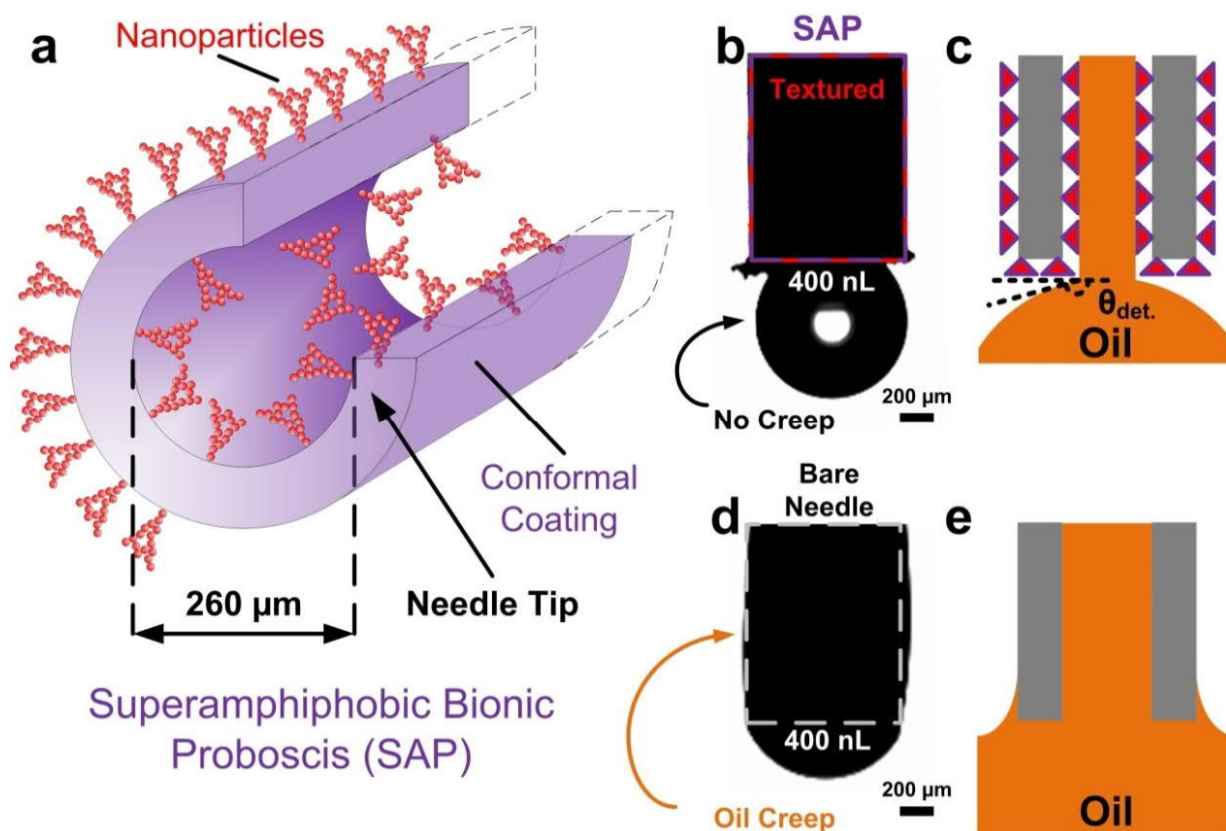 a
Nanoparticles
260 µm
Needle Tip
Conformal
Coating
Superamphiphobic Bionic
Proboscis (SAP)
b
SAP
Textured
400 nL
No Creep
200 µm
c
θdet.
Oil
d
Bare
Needle
400 nL
Oil Creep
200 µm
e
Oil